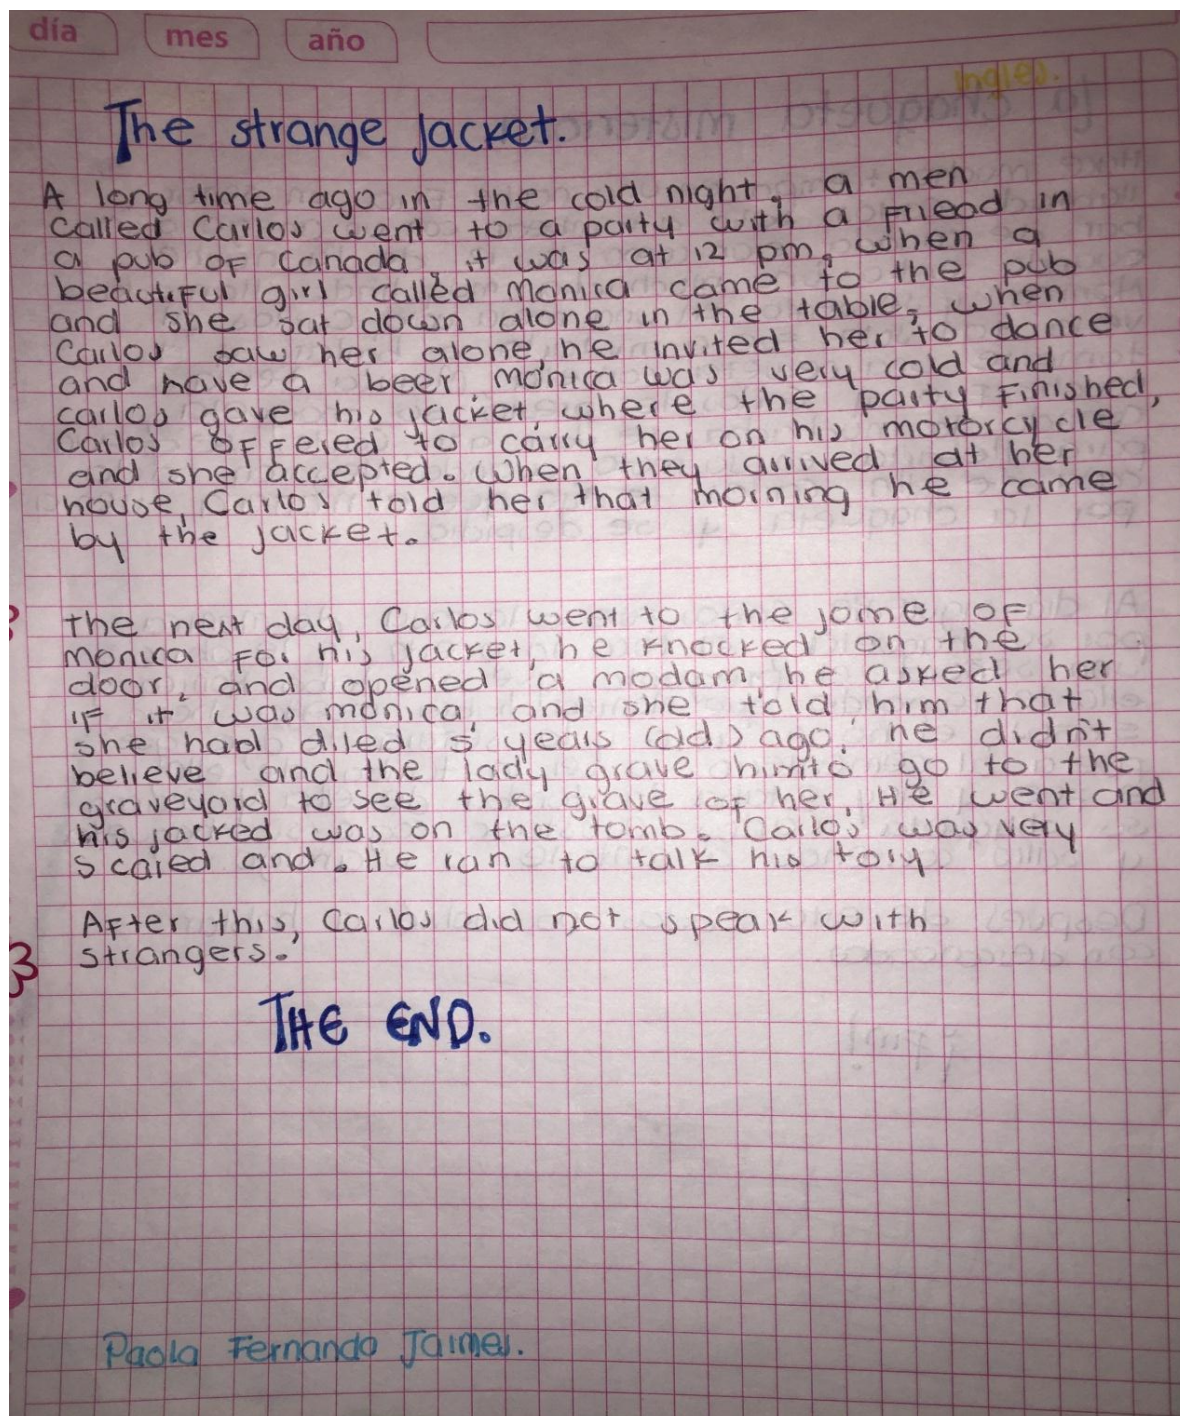 día mes año
Ingles.
The strange Jacket.
A long time ago in the cold night, a men
called Carlos went to a party with a Friend in
a pub OF Canada, it was at 12 pm, when a
beautiFul girl called monica came to the pub
and she sat down alone in the table, when
Carlos saw her alone, he invited her to dance
and have a beer monica was very cold and
carlos gave his jacket, where the party Finished,
Carlos oFFered to carry her on his motorcycle
and she accepted. When they arrived at her
house, Carlos told her that morning he came
by the jacket.
the next day, Carlos went to the jome OF
monica For his jacket, he knocked on the
door, and opened a madam he asked her
iF it was monica, and she told him that
she had diied 5 years (ad) ago. he didn't
believe and the lady grave himto go to the
graveyard to see the grave of her. He went and
his jacked was on the tomb. Carlos was very
scared and. He ran to talk his tory
AFter this, Carlos did not speak with
strangers.
THE END.
Paola Fernanda Jaimes.